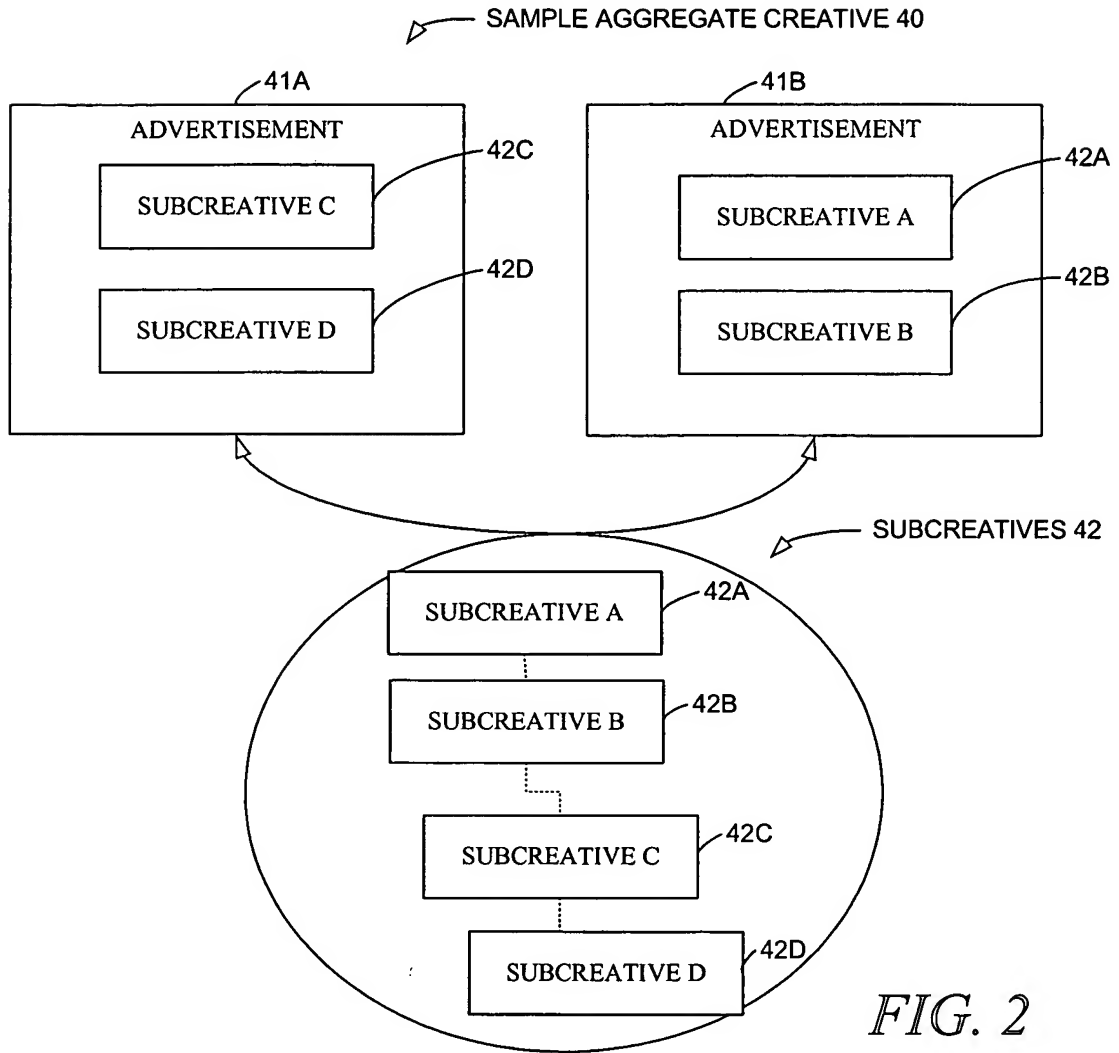 SAMPLE AGGREGATE CREATIVE 40
41A
ADVERTISEMENT
42C
SUBCREATIVE C
42D
SUBCREATIVE D
41B
ADVERTISEMENT
42A
SUBCREATIVE A
42B
SUBCREATIVE B
SUBCREATIVES 42
42A
SUBCREATIVE A
42B
SUBCREATIVE B
42C
SUBCREATIVE C
42D
SUBCREATIVE D
FIG. 2